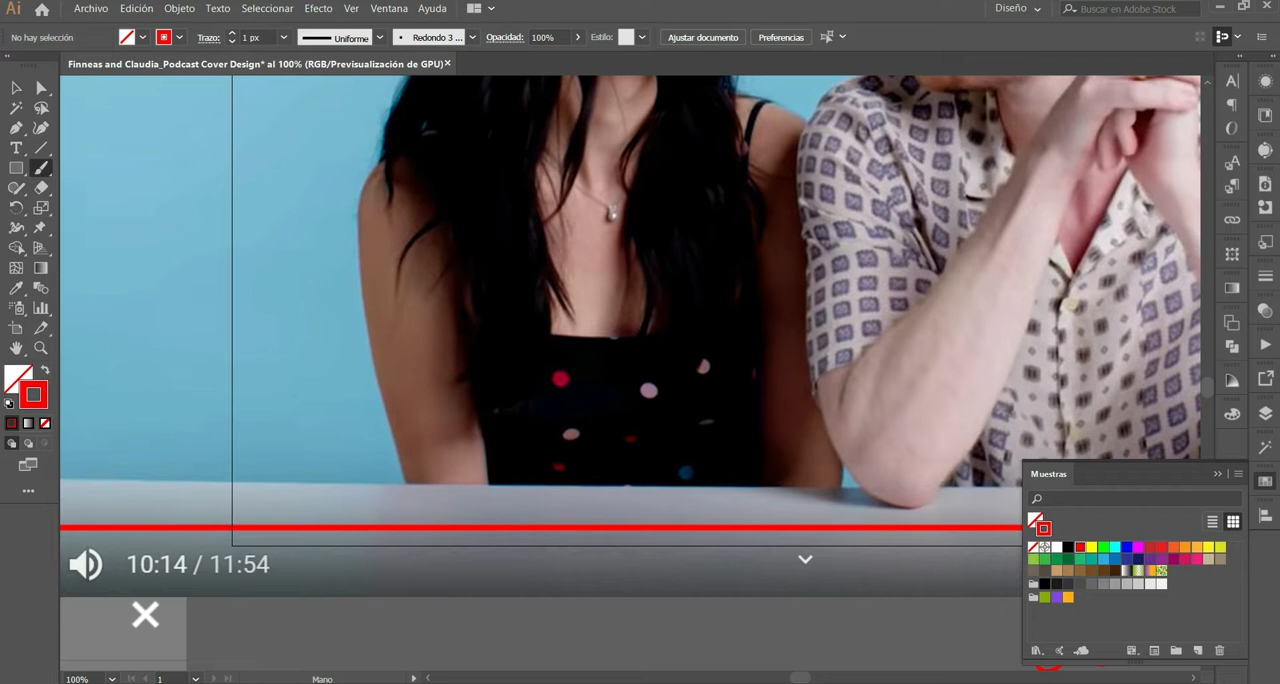 Ai Archivo Edición Objeto Texto Seleccionar Efecto Ver Ventana Ayuda Diseño Buscar en Adobe Stock
No hay selección Trazo: 1 px Uniforme Redondo 3 ... Opacidad: 100% Estilo: Ajustar documento Preferencias
Finneas and Claudia_Podcast Cover Design* al 100% (RGB/Previsualización de GPU)
Muestras
10:14 / 11:54
100% 1 Mano